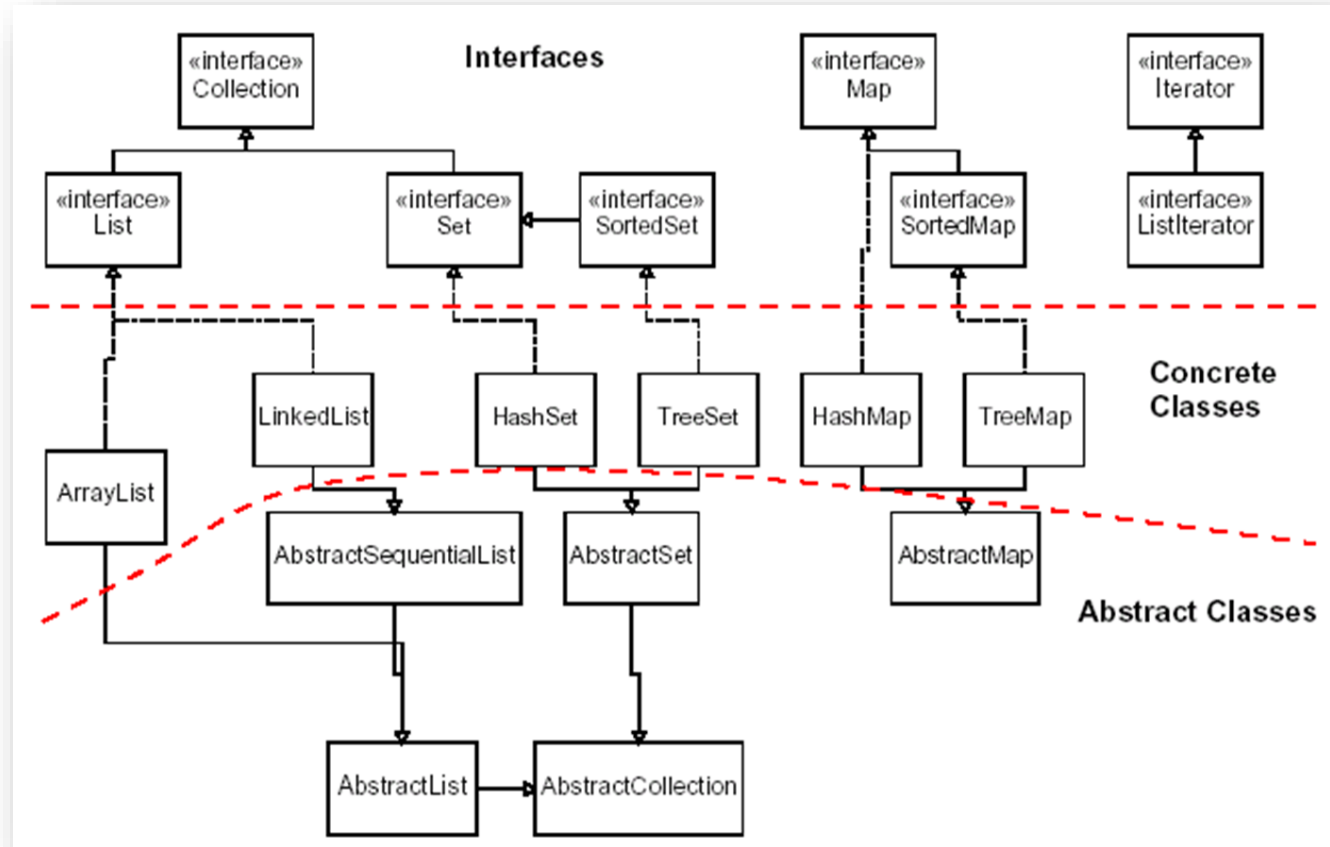 Interfaces
«interface»
Collection
«interface»
Map
«interface»
Iterator
«interface»
List
«interface»
Set
«interface»
SortedSet
«interface»
SortedMap
«interface»
ListIterator
Concrete
Classes
LinkedList
HashSet
TreeSet
HashMap
TreeMap
ArrayList
AbstractSequentialList
AbstractSet
AbstractMap
Abstract Classes
AbstractList
AbstractCollection